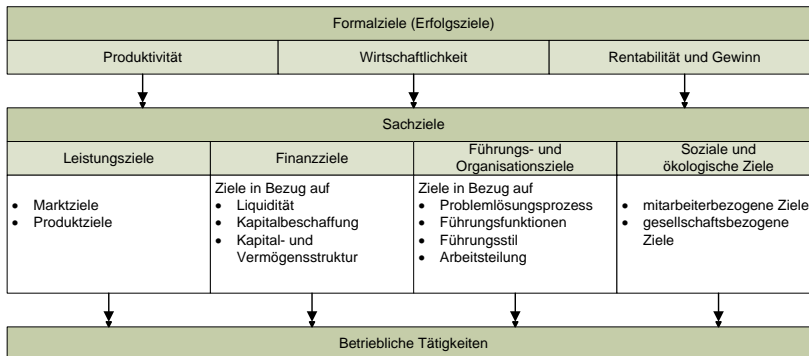 Formalziele (Erfolgsziele)
Produktivität
Wirtschaftlichkeit
Rentabilität und Gewinn
Sachziele
Leistungsziele
Finanzziele
Führungs- und
Organisationsziele
Soziale und
ökologische Ziele
• Marktziele
• Produktziele
Ziele in Bezug auf
• Liquidität
• Kapitalbeschaffung
• Kapital- und
Vermögensstruktur
Ziele in Bezug auf
• Problemlösungsprozess
• Führungsfunktionen
• Führungsstil
• Arbeitsteilung
• mitarbeiterbezogene Ziele
• gesellschaftsbezogene
Ziele
Betriebliche Tätigkeiten